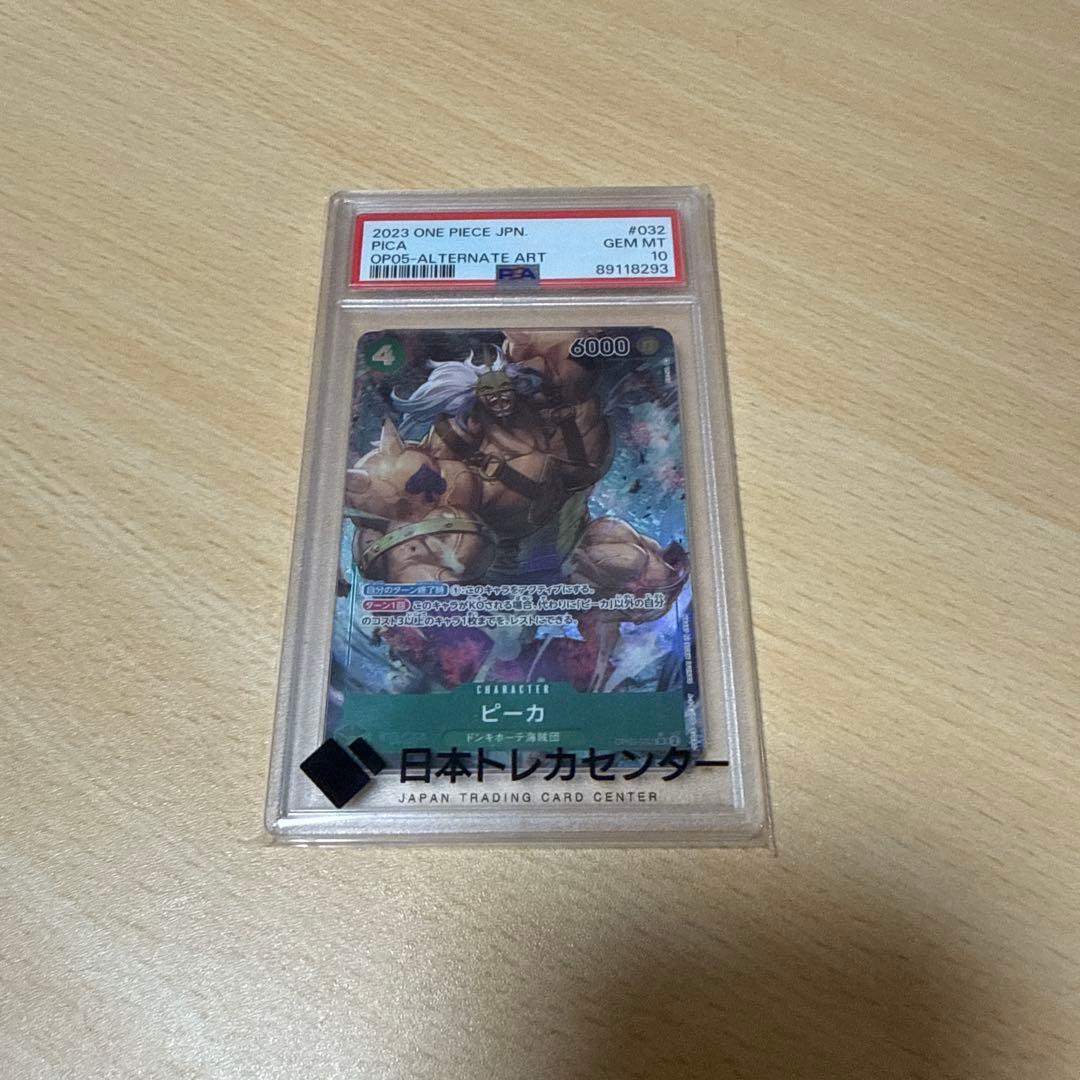 2023 ONE PIECE JPN. #032
PICA GEM MT
OP05-ALTERNATE ART 10
PSA 89118293
4 6000
自分のターン終了時 ①:このキャラをアクティブにする。
ターン1回 このキャラがKOされる場合、代わりに「ピーカ」以外の自分
のコスト3以上のキャラ1枚までを、レストにできる。
CHARACTER
ピーカ
ドンキホーテ海賊団
日本トレカセンター
JAPAN TRADING CARD CENTER